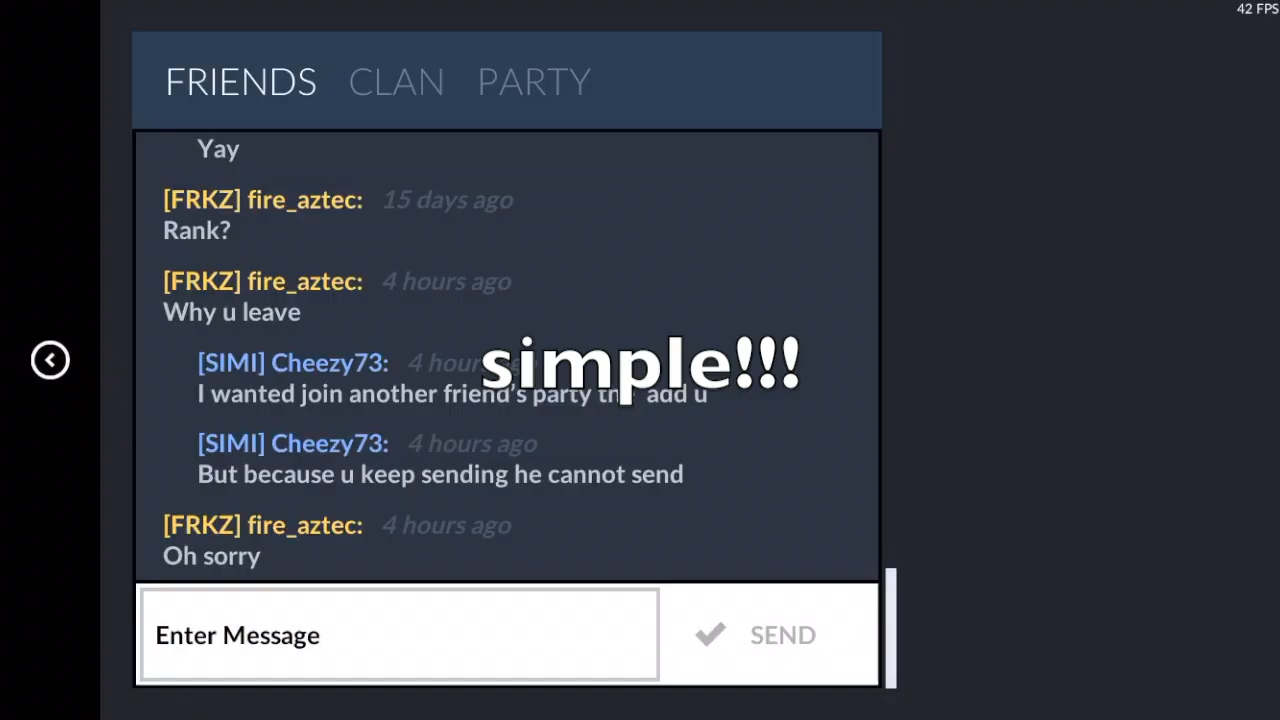 42 FPS
FRIENDS CLAN PARTY
Yay
[FRKZ] fire_aztec: 15 days ago
Rank?
[FRKZ] fire_aztec: 4 hours ago
Why u leave
[SIMI] Cheezy73: 4 hours
simple!!!
I wanted join another friend's party add u
[SIMI] Cheezy73: 4 hours ago
But because u keep sending he cannot send
[FRKZ] fire_aztec: 4 hours ago
Oh sorry
Enter Message
SEND